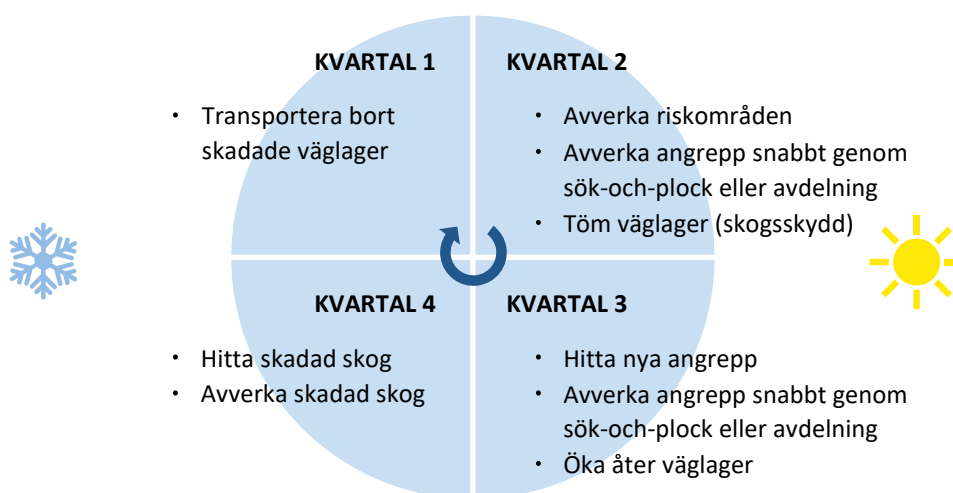 KVARTAL 1
• Transportera bort
skadade väglager
KVARTAL 2
• Avverka riskområden
• Avverka angrepp snabbt genom
sök-och-plock eller avdelning
• Töm väglager (skogsskydd)
KVARTAL 4
• Hitta skadad skog
• Avverka skadad skog
KVARTAL 3
• Hitta nya angrepp
• Avverka angrepp snabbt genom
sök-och-plock eller avdelning
• Öka åter väglager